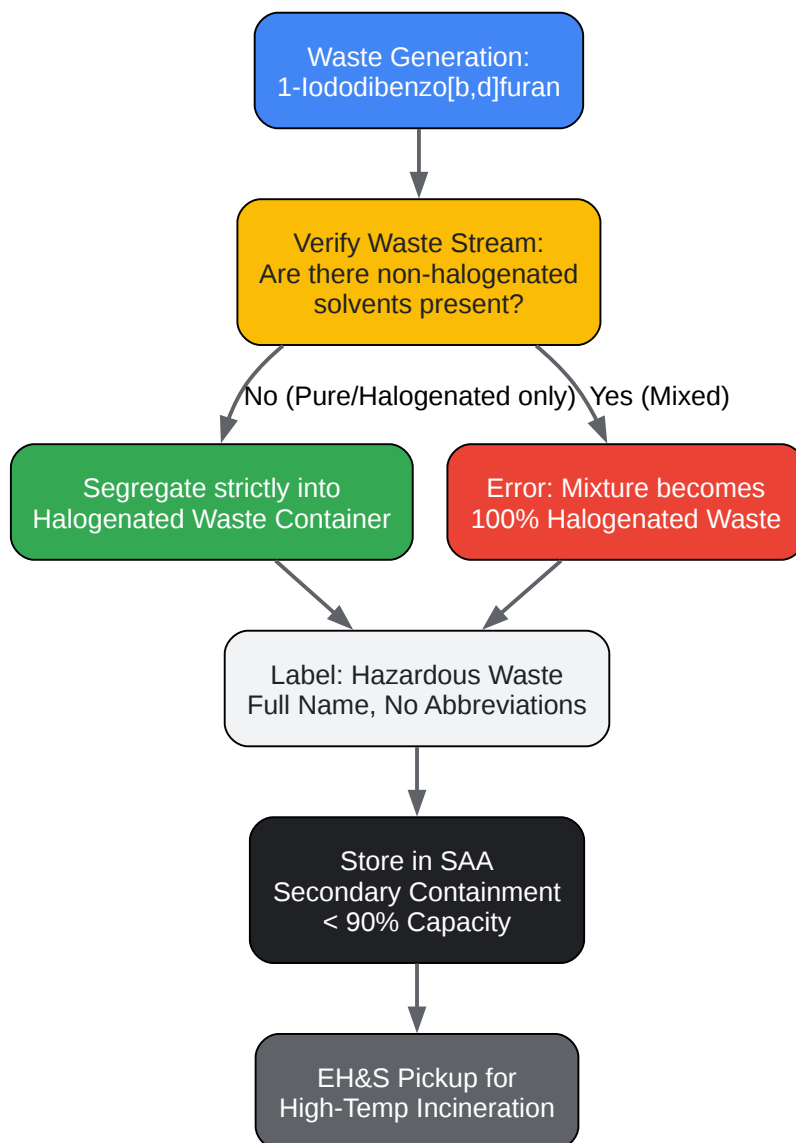 Waste Generation:
1-Iododibenzo[b,d]furan
Verify Waste Stream:
Are there non-halogenated
solvents present?
No (Pure/Halogenated only)
Yes (Mixed)
Segregate strictly into
Halogenated Waste Container
Error: Mixture becomes
100% Halogenated Waste
Label: Hazardous Waste
Full Name, No Abbreviations
Store in SAA
Secondary Containment
< 90% Capacity
EH&S Pickup for
High-Temp Incineration